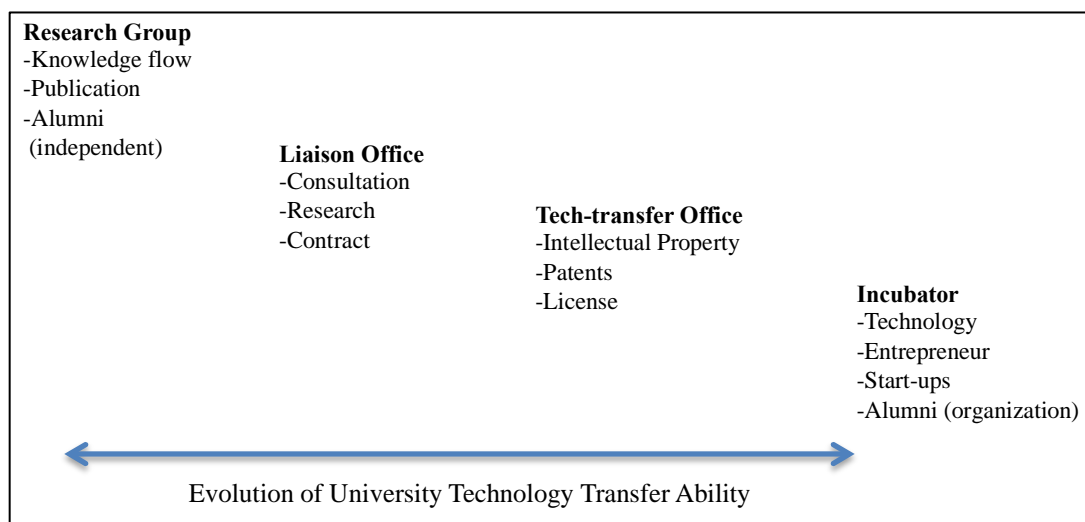 Research Group
-Knowledge flow
-Publication
-Alumni
(independent)
Liaison Office
-Consultation
-Research
-Contract
Tech-transfer Office
-Intellectual Property
-Patents
-License
Incubator
-Technology
-Entrepreneur
-Start-ups
-Alumni (organization)
Evolution of University Technology Transfer Ability